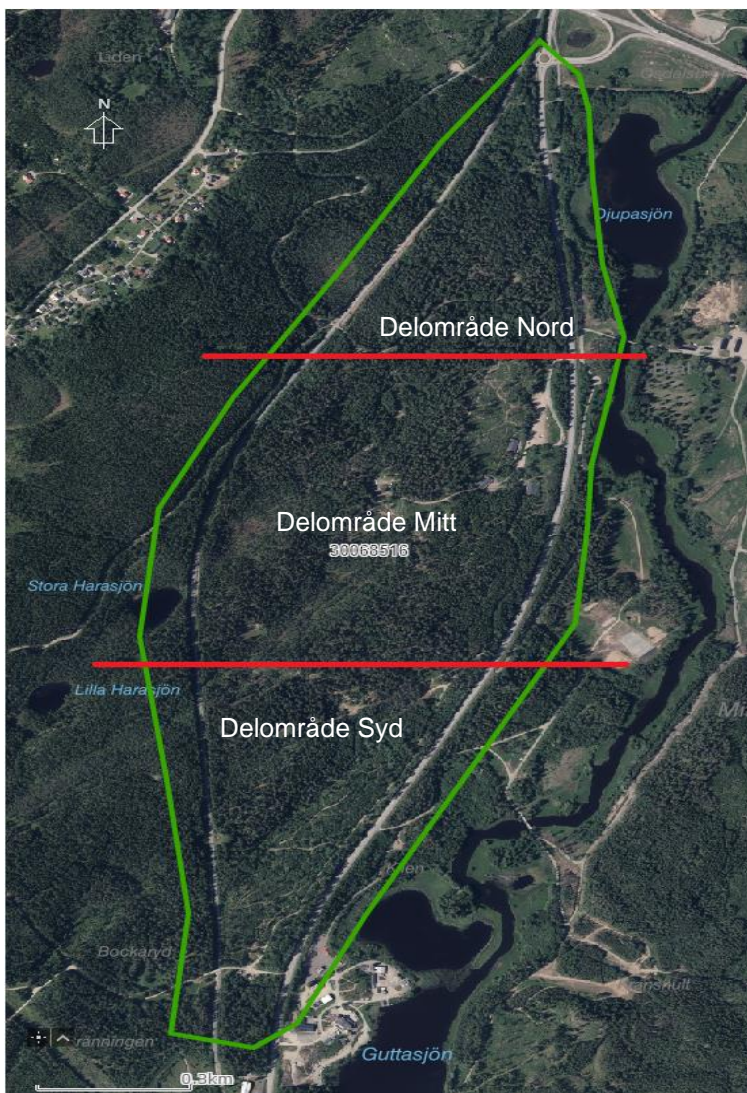 Liden
N
Djupasjön
Delområde Nord
Delområde Mitt
30068516
Stora Harasjön
Lilla Harasjön
Delområde Syd
Bockaryd
Guttasjön
0.3km